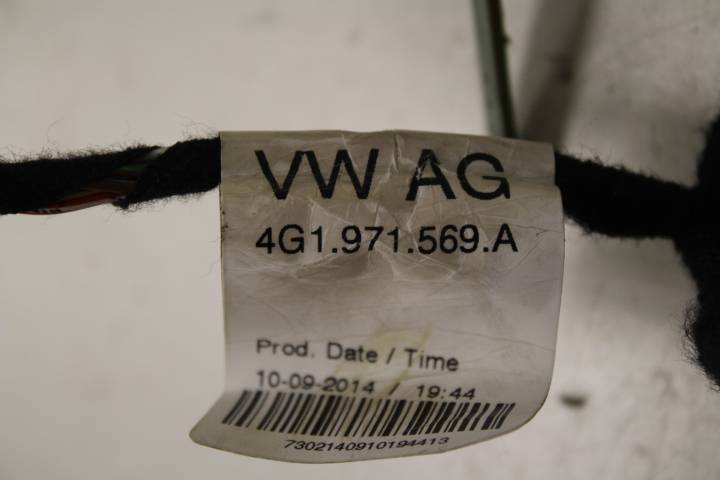 VW AG
4G1.971.569.A
Prod. Date / Time
10-09-2014 / 19:44
7302140910194413